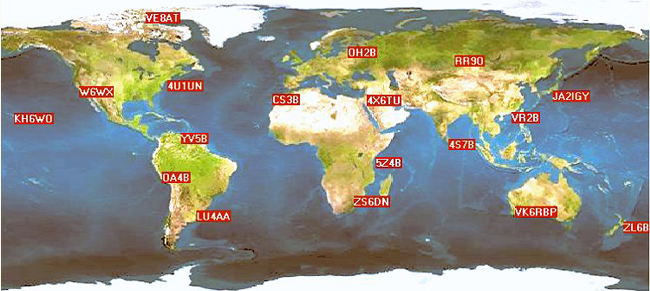 VE8AT
OH2B
RR9O
W6WX
4U1UN
CS3B
4X6TU
JA2IGY
KH6WO
VR2B
YV5B
4S7B
5Z4B
OA4B
ZS6DN
LU4AA
VK6RBP
ZL6B